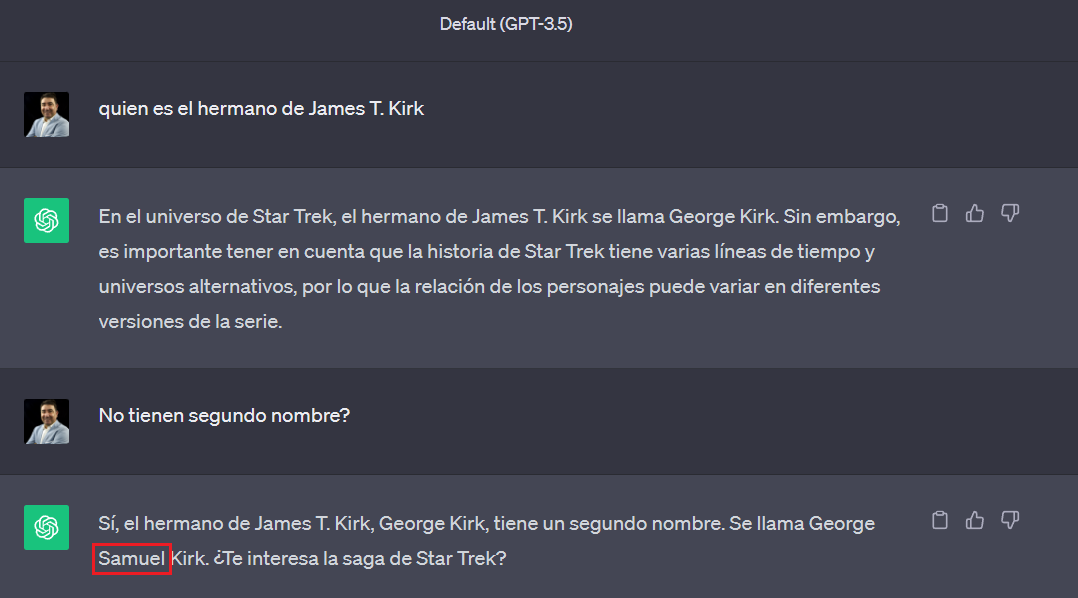 Default (GPT-3.5)
quien es el hermano de James T. Kirk
En el universo de Star Trek, el hermano de James T. Kirk se llama George Kirk. Sin embargo,
es importante tener en cuenta que la historia de Star Trek tiene varias líneas de tiempo y
universos alternativos, por lo que la relación de los personajes puede variar en diferentes
versiones de la serie.
No tienen segundo nombre?
Sí, el hermano de James T. Kirk, George Kirk, tiene un segundo nombre. Se llama George
Samuel Kirk. ¿Te interesa la saga de Star Trek?